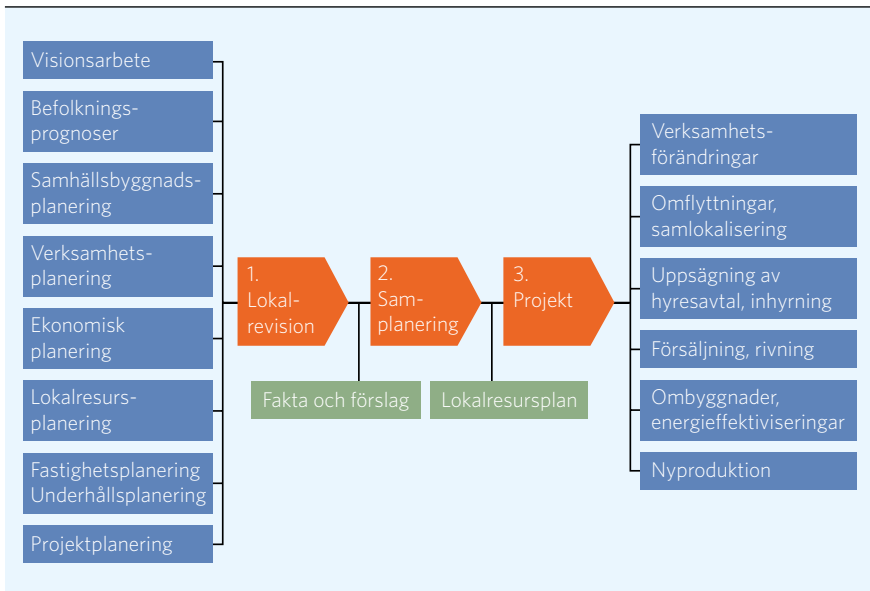 Visionsarbete
Befolknings-
prognoser
Samhällsbyggnads-
planering
Verksamhets-
planering
Ekonomisk
planering
Lokalresurs-
planering
Fastighetsplanering
Underhållsplanering
Projektplanering
1.
Lokal-
revision
2.
Sam-
planering
3.
Projekt
Fakta och förslag
Lokalresursplan
Verksamhets-
förändringar
Omflyttningar,
samlokalisering
Uppsägning av
hyresavtal, inhyrning
Försäljning, rivning
Ombyggnader,
energieffektiviseringar
Nyproduktion